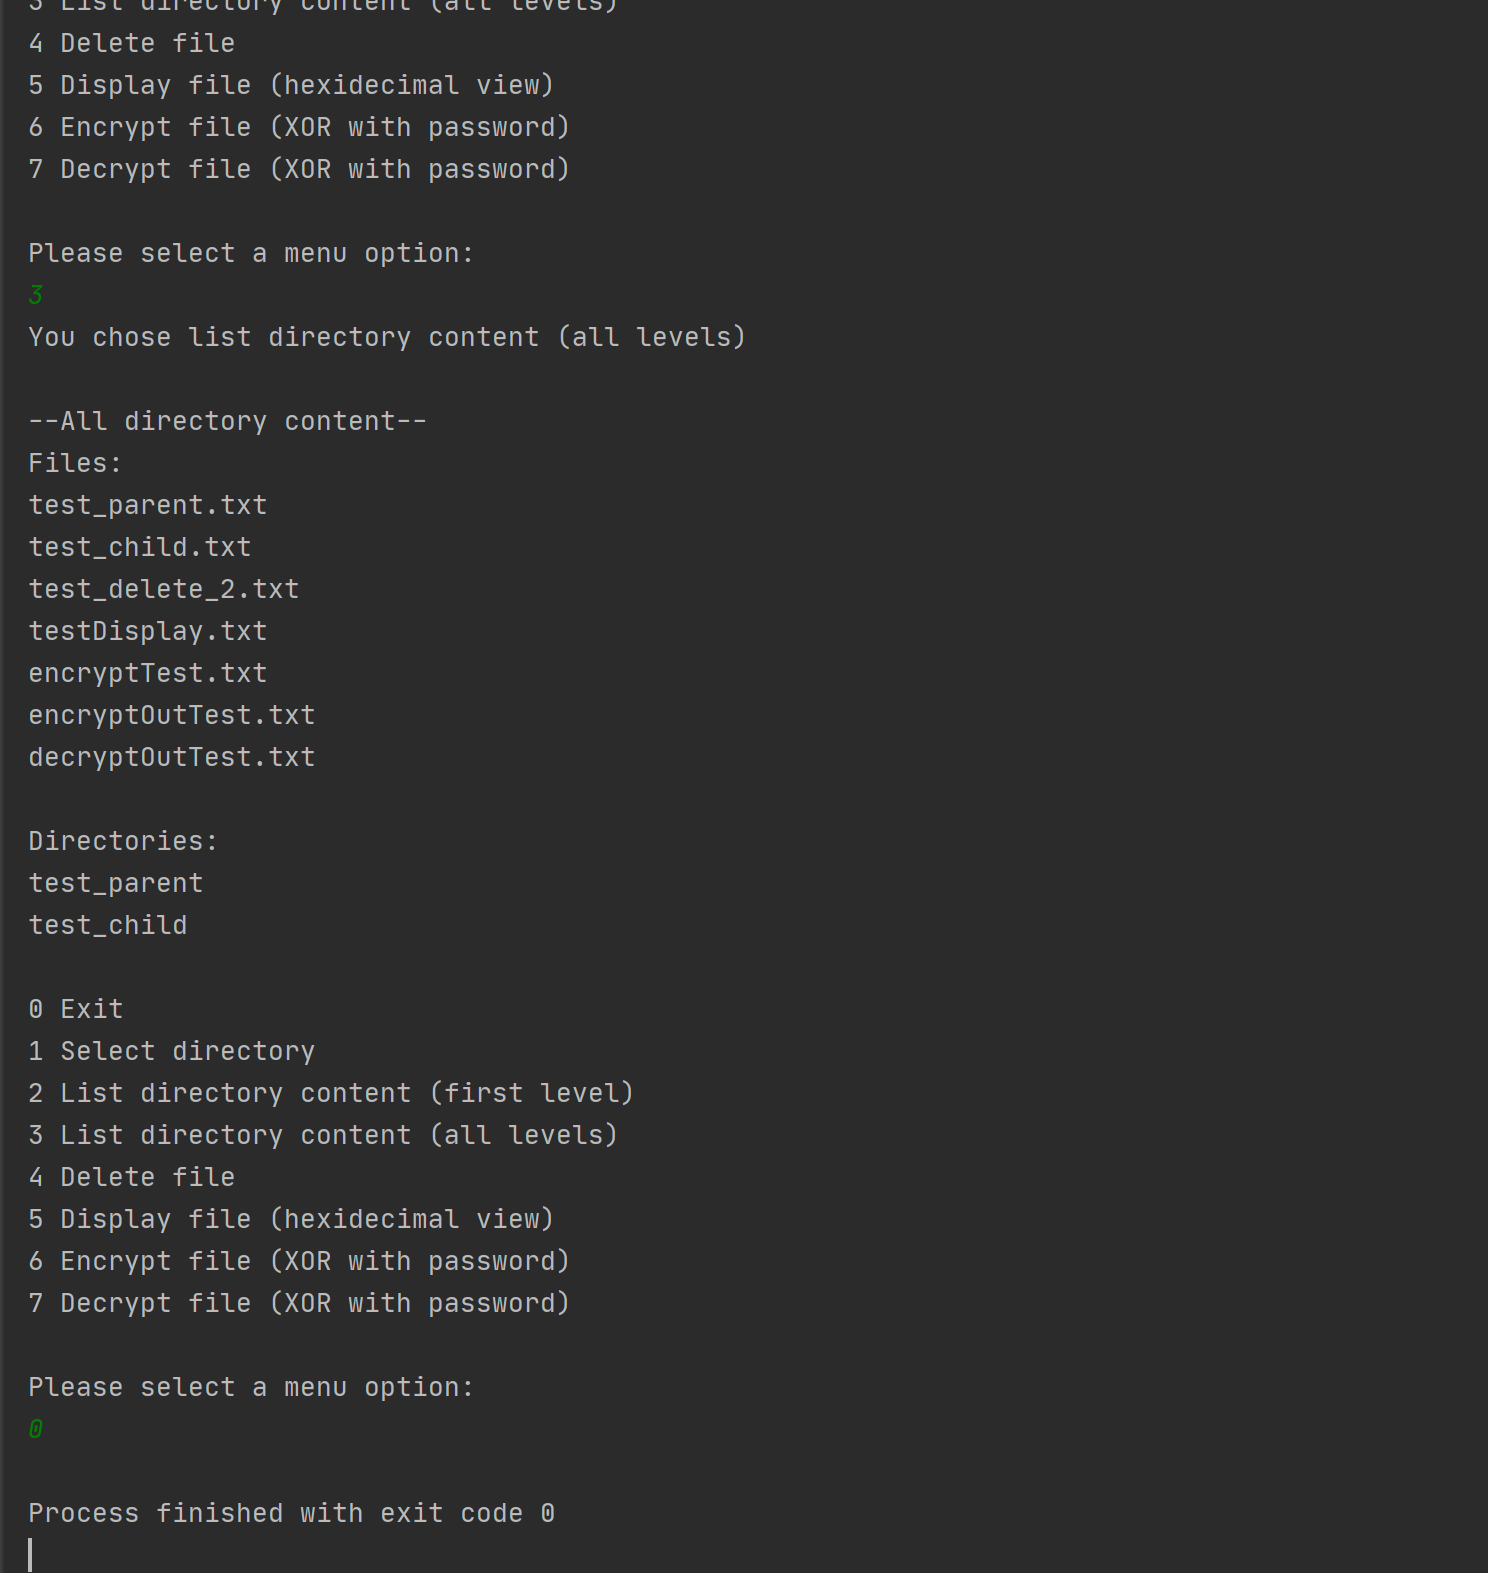 3 List directory content (all levels)
4 Delete file
5 Display file (hexidecimal view)
6 Encrypt file (XOR with password)
7 Decrypt file (XOR with password)
Please select a menu option:
3
You chose list directory content (all levels)
--All directory content--
Files:
test_parent.txt
test_child.txt
test_delete_2.txt
testDisplay.txt
encryptTest.txt
encryptOutTest.txt
decryptOutTest.txt
Directories:
test_parent
test_child
0 Exit
1 Select directory
2 List directory content (first level)
3 List directory content (all levels)
4 Delete file
5 Display file (hexidecimal view)
6 Encrypt file (XOR with password)
7 Decrypt file (XOR with password)
Please select a menu option:
0
Process finished with exit code 0